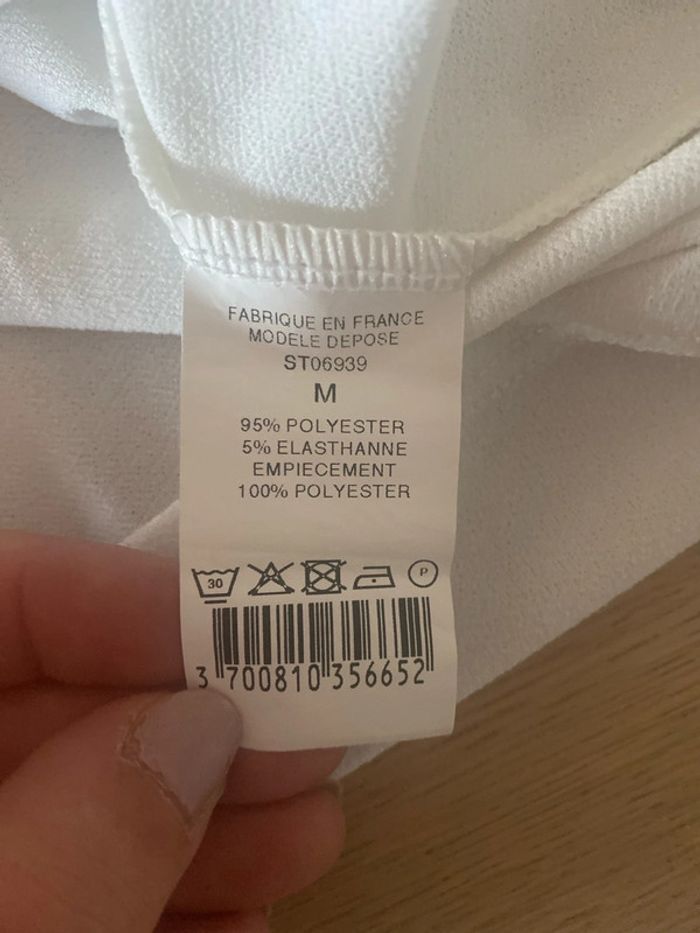 FABRIQUE EN FRANCE
MODELE DEPOSE
ST06939
M
95% POLYESTER
5% ELASTHANNE
EMPIECEMENT
100% POLYESTER
30 P
3 700810 356652